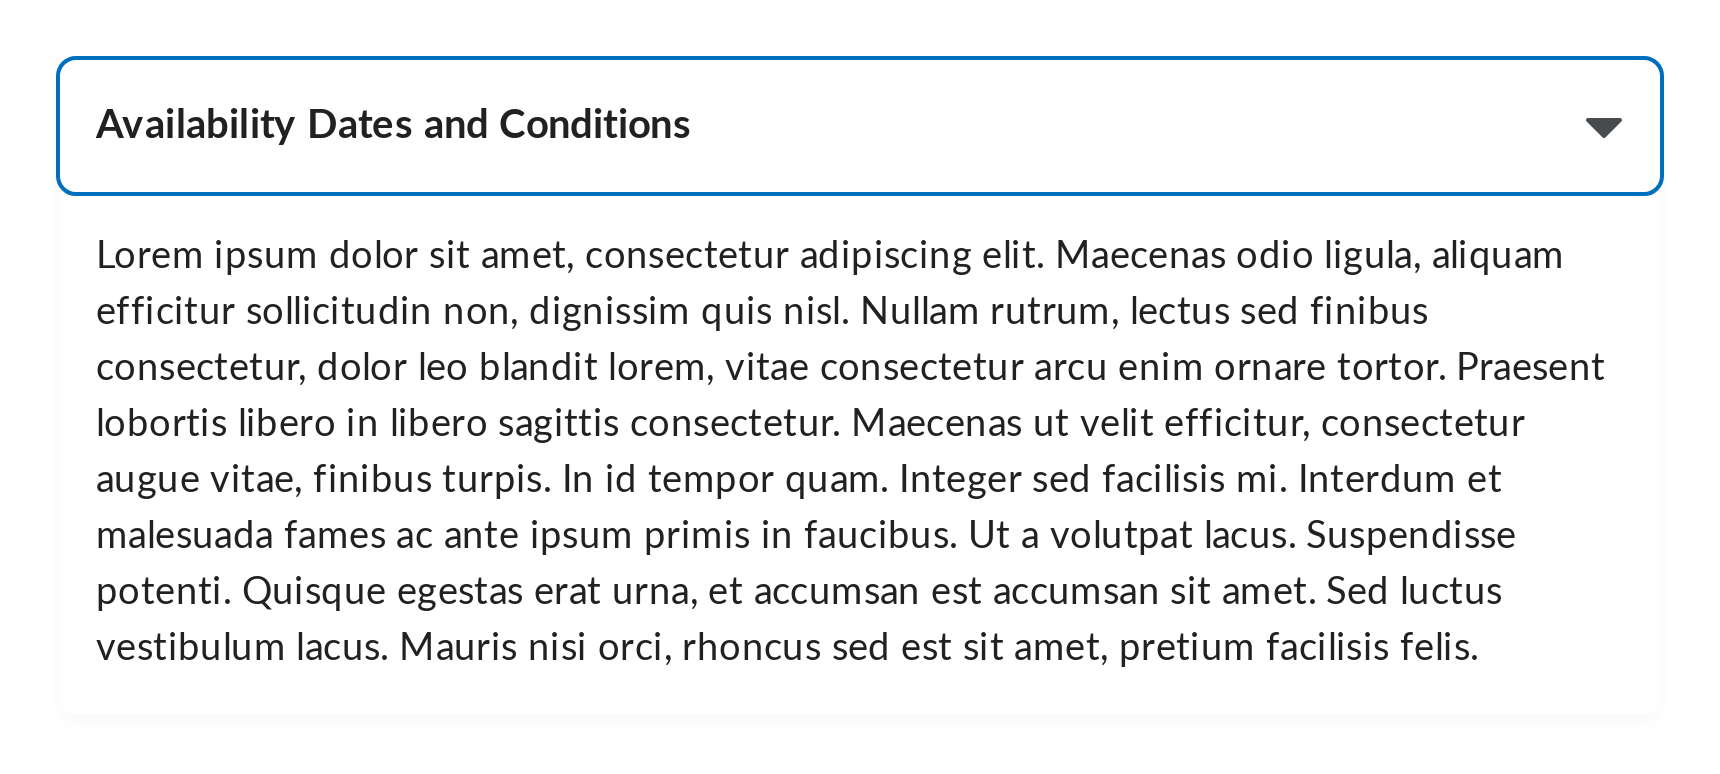 Availability Dates and Conditions
Lorem ipsum dolor sit amet, consectetur adipiscing elit. Maecenas odio ligula, aliquam
efficitur sollicitudin non, dignissim quis nisl. Nullam rutrum, lectus sed finibus
consectetur, dolor leo blandit lorem, vitae consectetur arcu enim ornare tortor. Praesent
lobortis libero in libero sagittis consectetur. Maecenas ut velit efficitur, consectetur
augue vitae, finibus turpis. In id tempor quam. Integer sed facilisis mi. Interdum et
malesuada fames ac ante ipsum primis in faucibus. Ut a volutpat lacus. Suspendisse
potenti. Quisque egestas erat urna, et accumsan est accumsan sit amet. Sed luctus
vestibulum lacus. Mauris nisi orci, rhoncus sed est sit amet, pretium facilisis felis.